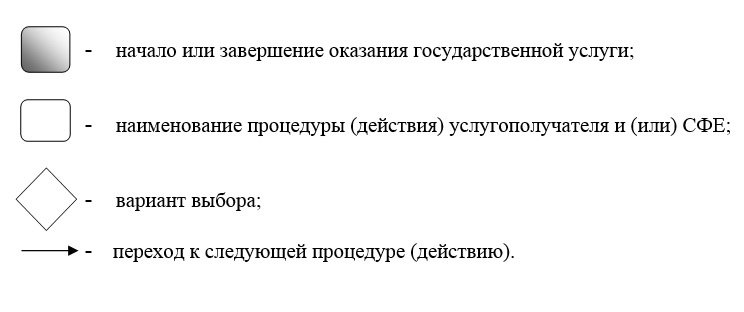 - начало или завершение оказания государственной услуги;
- наименование процедуры (действия) услугополучателя и (или) СФЕ;
- вариант выбора;
- переход к следующей процедуре (действию).